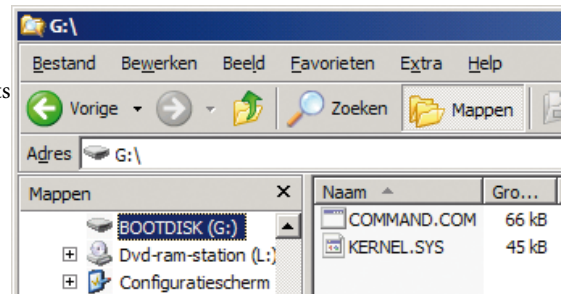 G:\
Bestand Bewerken Beeld Favorieten Extra Help
Vorige Zoeken Mappen
Adres G:\
Mappen X Naam Gro...
BOOTDISK (G:) COMMAND.COM 66 kB
Dvd-ram-station (L:) KERNEL.SYS 45 kB
Configuratiescherm